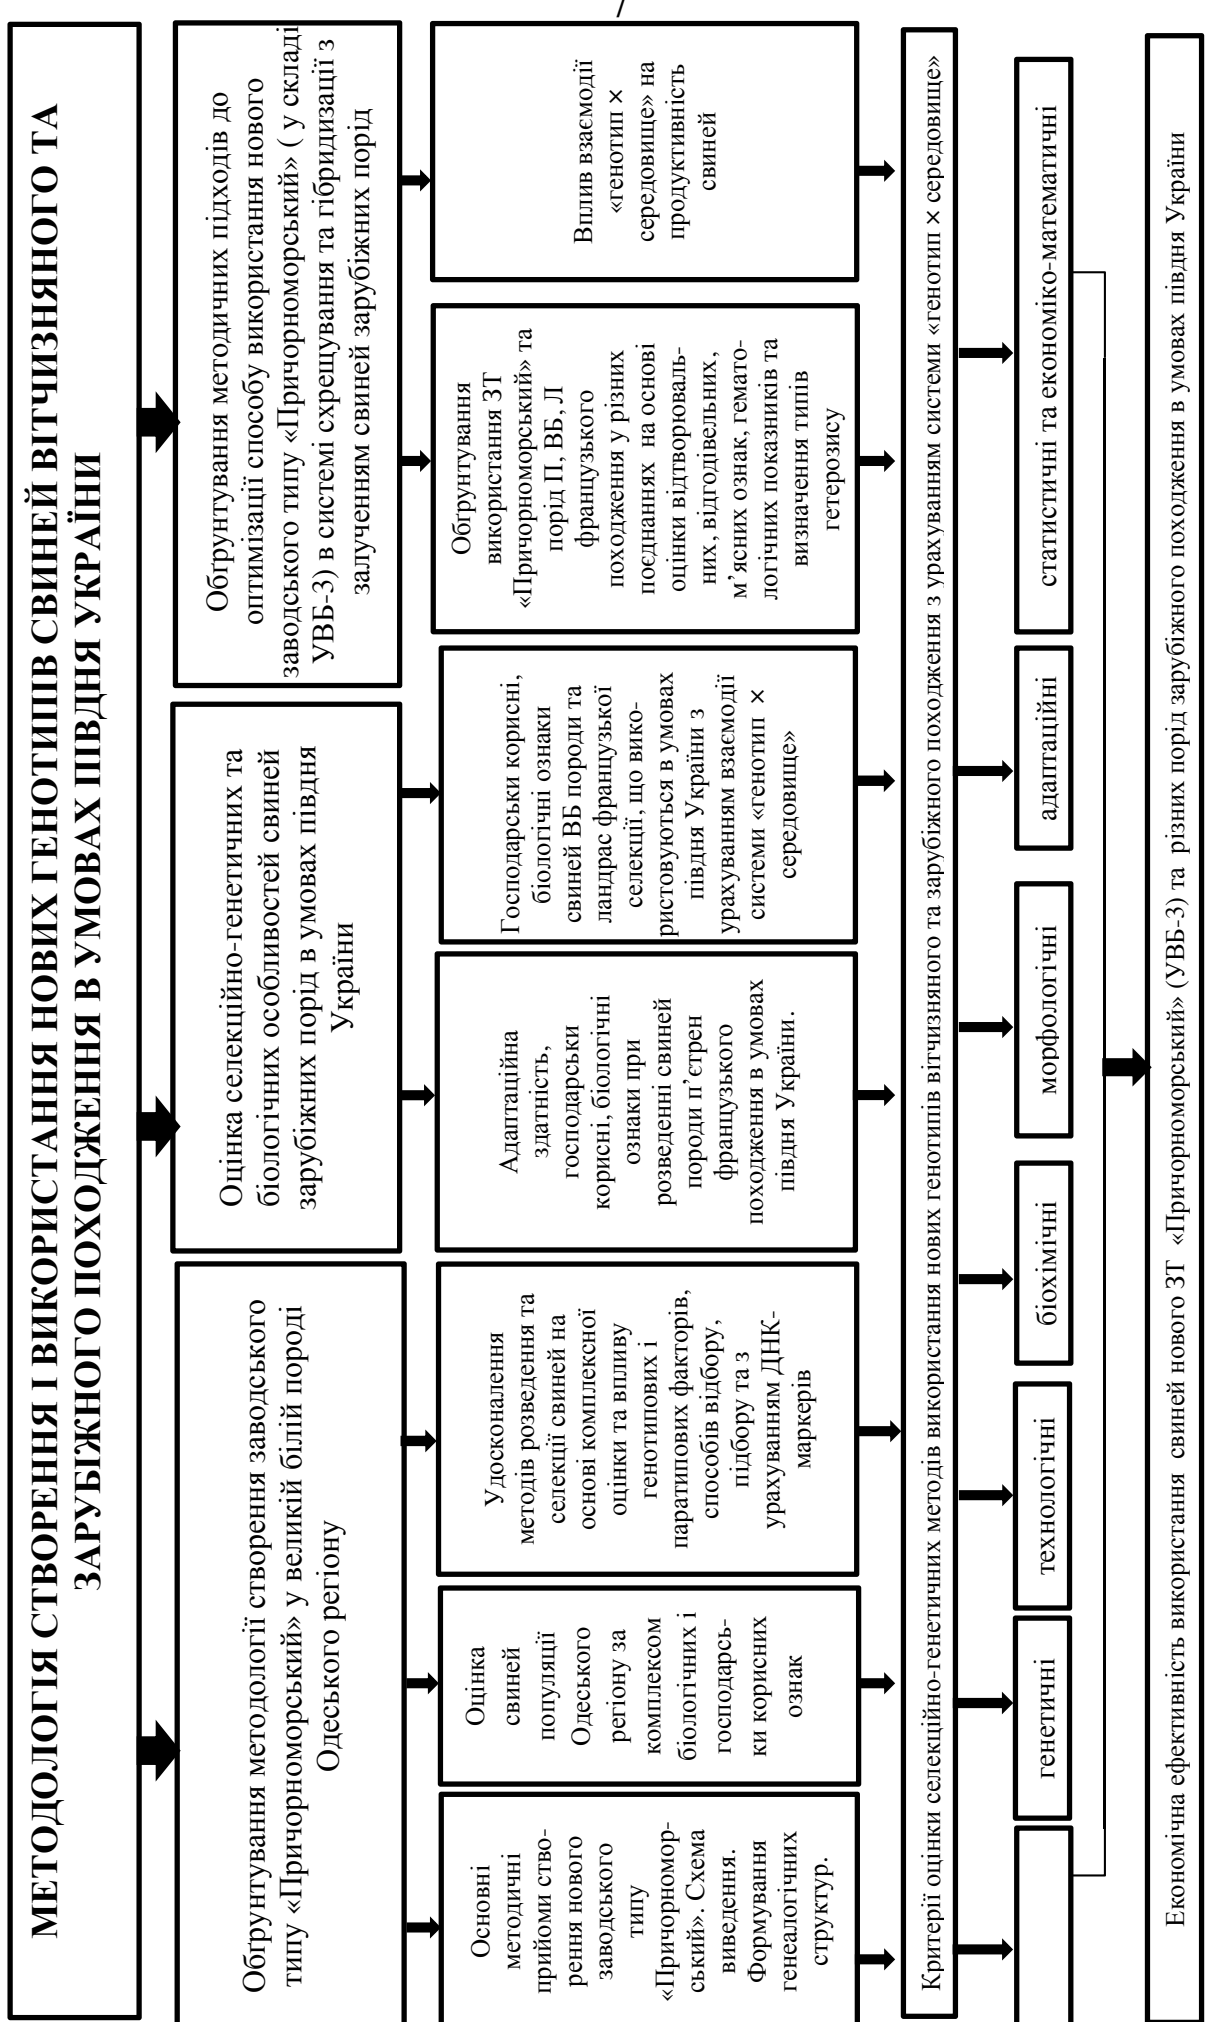 МЕТОДОЛОГІЯ СТВОРЕННЯ І ВИКОРИСТАННЯ НОВИХ ГЕНОТИПІВ СВИНЕЙ ВІТЧИЗНЯНОГО ТА
ЗАРУБІЖНОГО ПОХОДЖЕННЯ В УМОВАХ ПІВДНЯ УКРАЇНИ
Обґрунтування методології створення заводського
типу «Причорноморський» у великій білій породі
Одеського регіону
Оцінка селекційно-генетичних та
біологічних особливостей свиней
зарубіжних порід в умовах півдня
України
Обґрунтування методичних підходів до
оптимізації способу використання нового
заводського типу «Причорноморський» ( у складі
УВБ-3) в системі схрещування та гібридизації з
залученням свиней зарубіжних порід
Основні
методичні
прийоми ство-
рення нового
заводського
типу
«Причорномор-
ський». Схема
виведення.
Формування
генеалогічних
структур.
Оцінка
свиней
популяції
Одеського
регіону за
комплексом
біологічних і
господарсь-
ки корисних
ознак
Удосконалення
методів розведення та
селекції свиней на
основі комплексної
оцінки та впливу
генотипових і
паратипових факторів,
способів відбору,
підбору та з
урахуванням ДНК-
маркерів
Адаптаційна
здатність,
господарськи
корисні, біологічні
ознаки при
розведенні свиней
породи п’єтрен
французького
походження в умовах
півдня України.
Господарськи корисні,
біологічні ознаки
свиней ВБ породи та
ландрас французької
селекції, що вико-
ристовуються в умовах
півдня України з
урахуванням взаємодії
системи «генотип ×
середовище»
Обґрунтування
використання ЗТ
«Причорноморський» та
порід П, ВБ, Л
французького
походження у різних
поєднаннях на основі
оцінки відтворюваль-
них, відгодівельних,
м’ясних ознак, гемато-
логічних показників та
визначення типів
гетерозису
Вплив взаємодії
«генотип ×
середовище» на
продуктивність
свиней
Критерії оцінки селекційно-генетичних методів використання нових генотипів вітчизняного та зарубіжного походження з урахуванням системи «генотип × середовище»
генетичні
технологічні
біохімічні
морфологічні
адаптаційні
статистичні та економіко-математичні
Економічна ефективність використання свиней нового ЗТ «Причорноморський» (УВБ-3) та різних порід зарубіжного походження в умовах півдня України